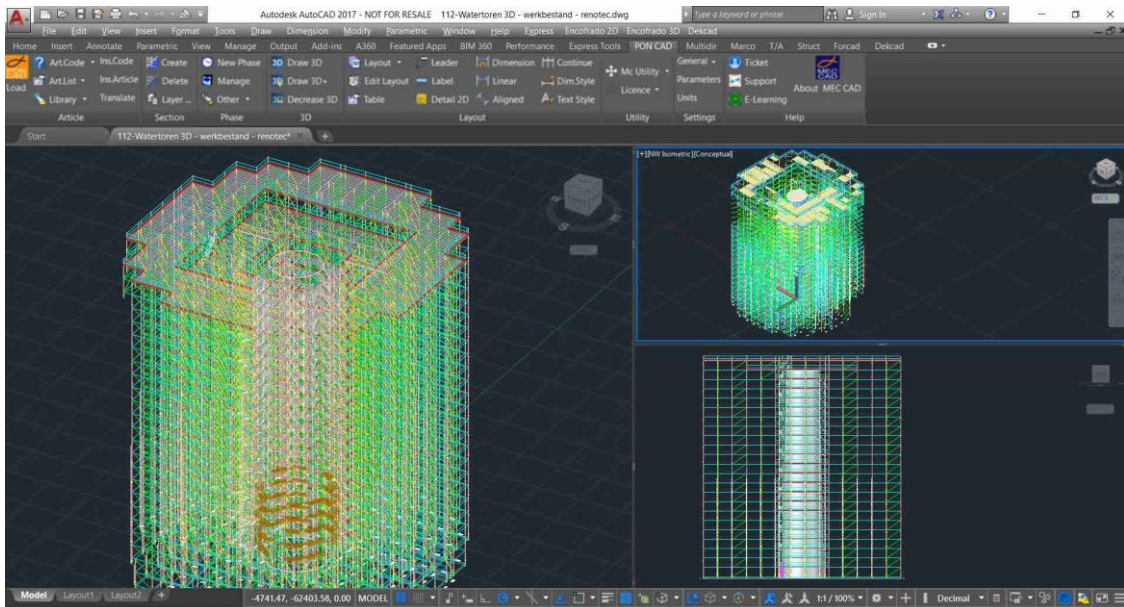 Autodesk AutoCAD 2017 - NOT FOR RESALE 112-Watertoren 3D - werkbestand - renotec.dwg
Type a keyword or phrase
Sign In
File Edit View Insert Format Tools Draw Dimension Modify Parametric Window Help Express Encofrado 2D Encofrado 3D Dekcad
Home Insert Annotate Parametric View Manage Output Add-ins A360 Featured Apps BIM 360 Performance Express Tools PON CAD Multidir Marco T/A Struct Forcad Dekcad
Art.Code Ins.Code Create New Phase Draw 3D Layout Leader Dimension Continue Mc Utility General Ticket
Load Art.List Ins.Article Delete Manage Draw 3D+ Edit Layout Label Linear Dim.Style Licence Parameters Support About MEC CAD
Library Translate Layer ... Other Decrease 3D Table Detail 2D Aligned Text Style Units E-Learning
Article Section Phase 3D Layout Utility Settings Help
Start 112-Watertoren 3D - werkbestand - renotec*
[+][NW Isometric][Conceptual]
Model Layout1 Layout2 + -4741.47, -62403.58, 0.00 MODEL 1:1 / 100% Decimal